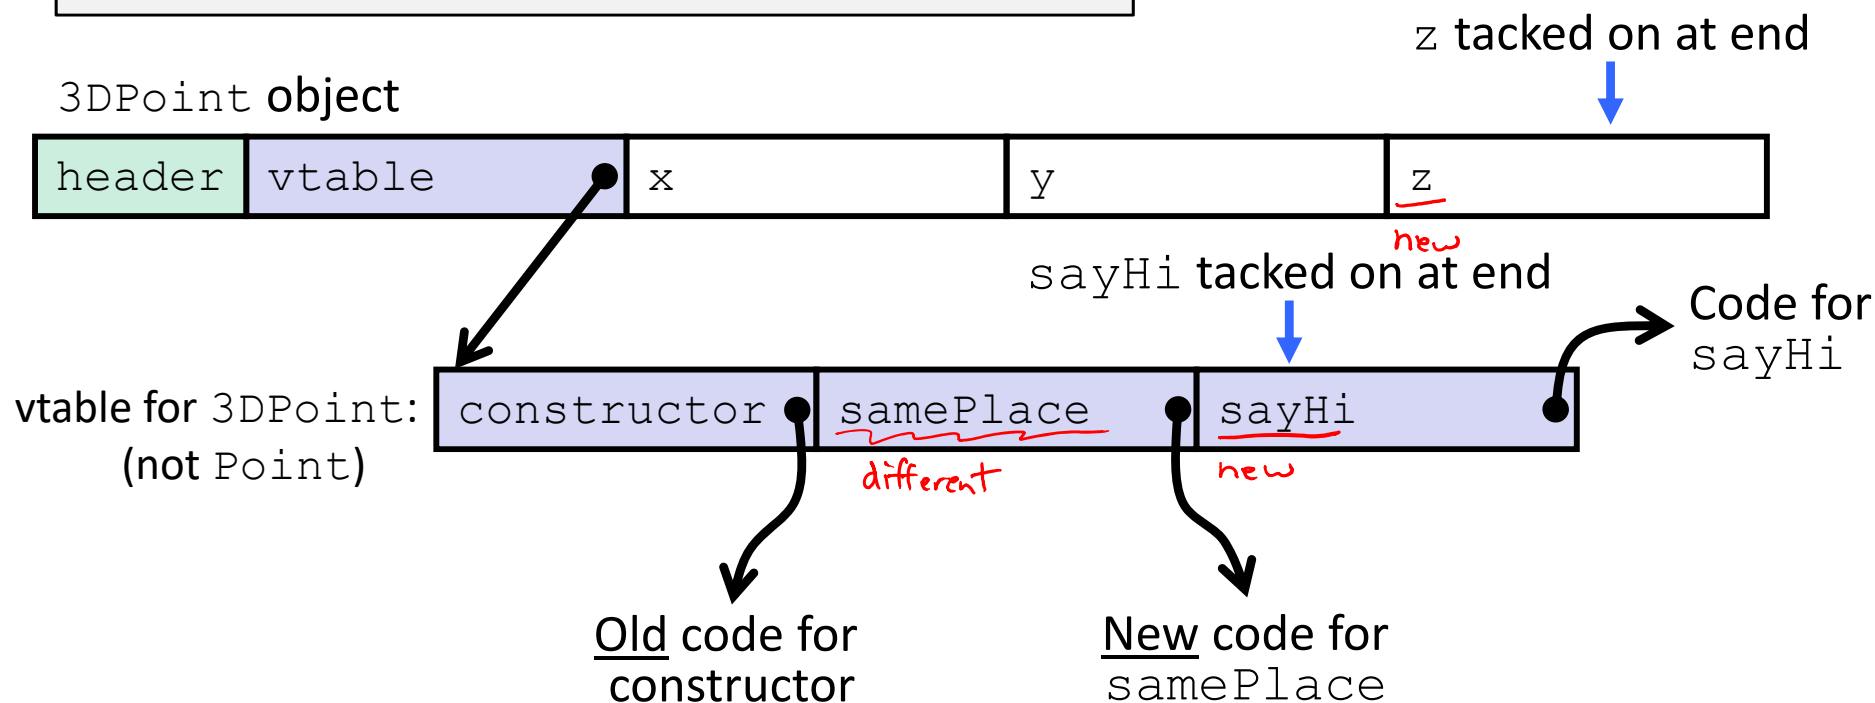 z tacked on at end
3DPoint object
header vtable x y z
new
sayHi tacked on at end
Code for
sayHi
vtable for 3DPoint:
(not Point)
constructor samePlace sayHi
different new
Old code for
constructor
New code for
samePlace